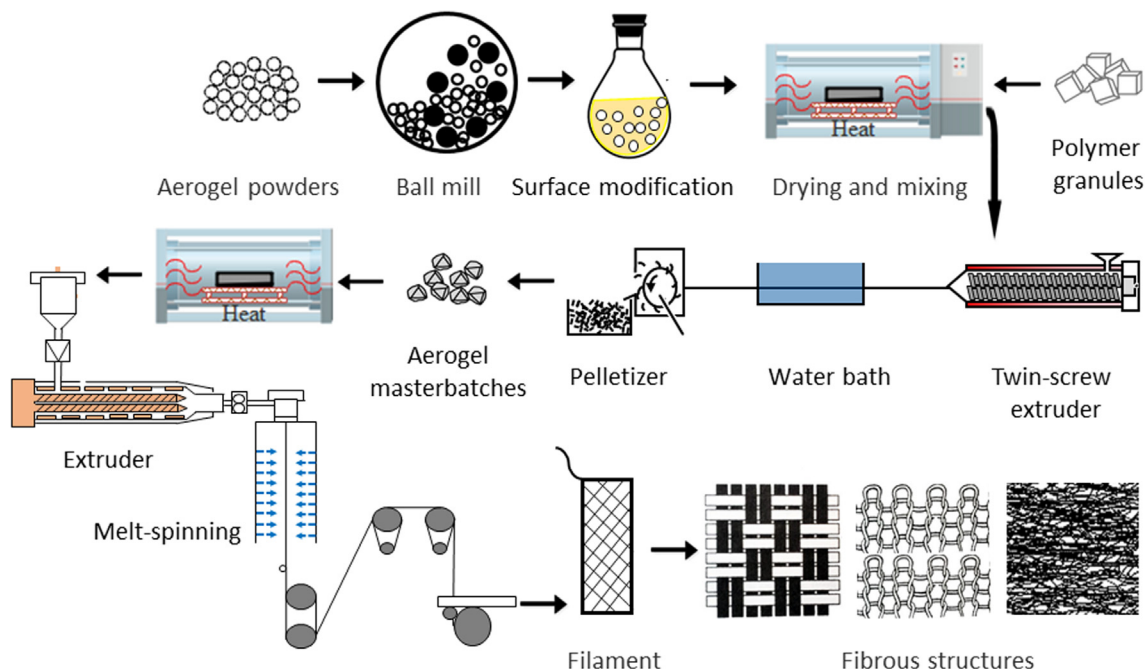 Heat
Aerogel powders
Ball mill
Surface modification
Drying and mixing
Polymer
granules
Heat
Aerogel
masterbatches
Pelletizer
Water bath
Twin-screw
extruder
Extruder
Melt-spinning
Filament
Fibrous structures